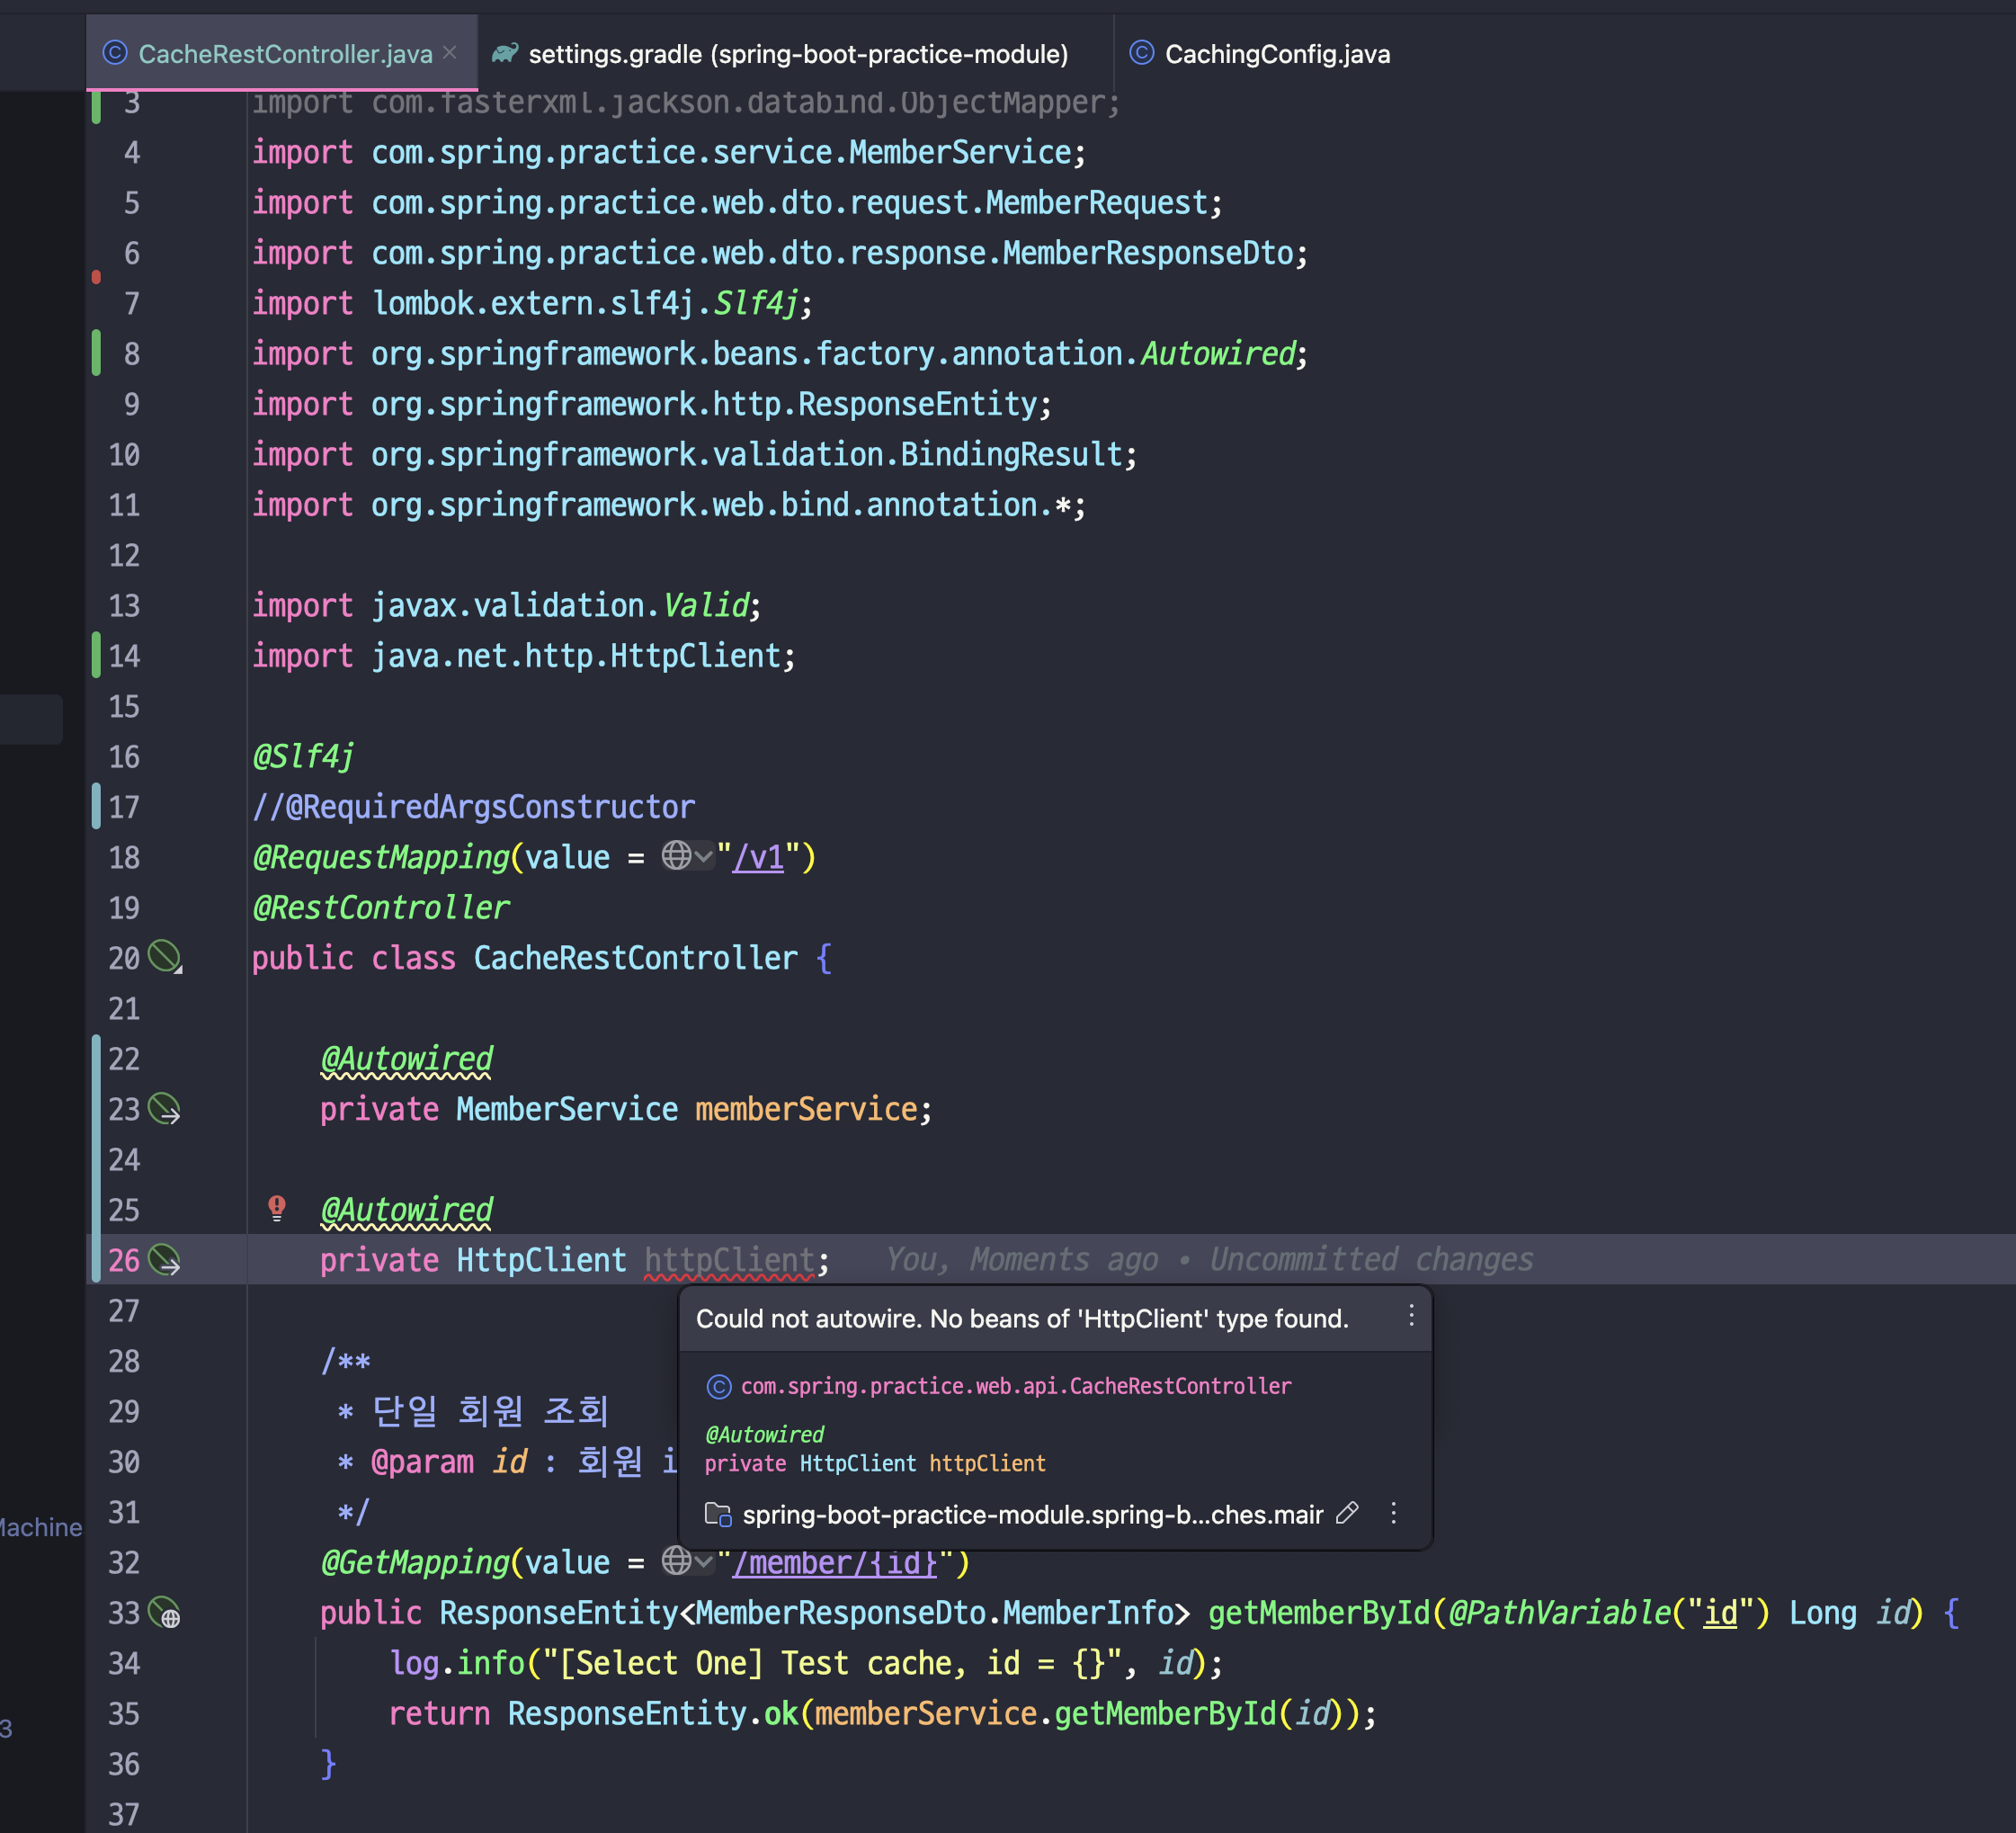 CacheRestController.java
settings.gradle (spring-boot-practice-module)
CachingConfig.java
3 import com.fasterxml.jackson.databind.ObjectMapper;
4 import com.spring.practice.service.MemberService;
5 import com.spring.practice.web.dto.request.MemberRequest;
6 import com.spring.practice.web.dto.response.MemberResponseDto;
7 import lombok.extern.slf4j.Slf4j;
8 import org.springframework.beans.factory.annotation.Autowired;
9 import org.springframework.http.ResponseEntity;
10 import org.springframework.validation.BindingResult;
11 import org.springframework.web.bind.annotation.*;
12
13 import javax.validation.Valid;
14 import java.net.http.HttpClient;
15
16 @Slf4j
17 //@RequiredArgsConstructor
18 @RequestMapping(value = "/v1")
19 @RestController
20 public class CacheRestController {
21
22 @Autowired
23 private MemberService memberService;
24
25 @Autowired
26 private HttpClient httpClient; You, Moments ago • Uncommitted changes
27
Could not autowire. No beans of 'HttpClient' type found.
com.spring.practice.web.api.CacheRestController
@Autowired
private HttpClient httpClient
spring-boot-practice-module.spring-b...ches.main
28 /**
29 * 단일 회원 조회
30 * @param id : 회원 i
31 */
Machine
32 @GetMapping(value = "/member/{id}")
33 public ResponseEntity<MemberResponseDto.MemberInfo> getMemberById(@PathVariable("id") Long id) {
34 log.info("[Select One] Test cache, id = {}", id);
35 return ResponseEntity.ok(memberService.getMemberById(id));
3
36 }
37